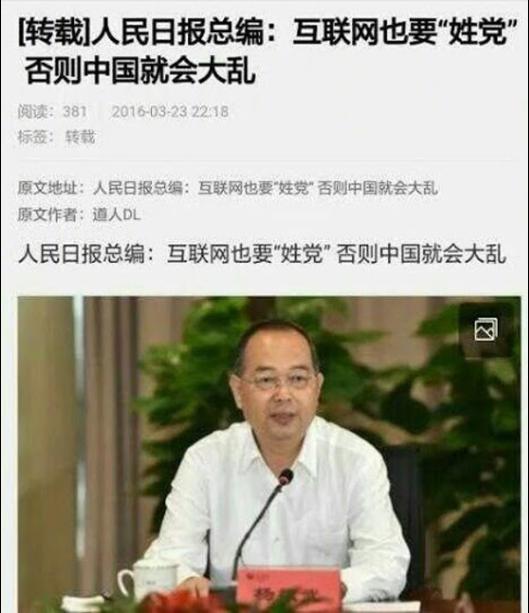 [转载]人民日报总编：互联网也要“姓党”
否则中国就会大乱
阅读：381 2016-03-23 22:18
标签：转载
原文地址：人民日报总编：互联网也要“姓党” 否则中国就会大乱
原文作者：道人DL
人民日报总编：互联网也要“姓党” 否则中国就会大乱